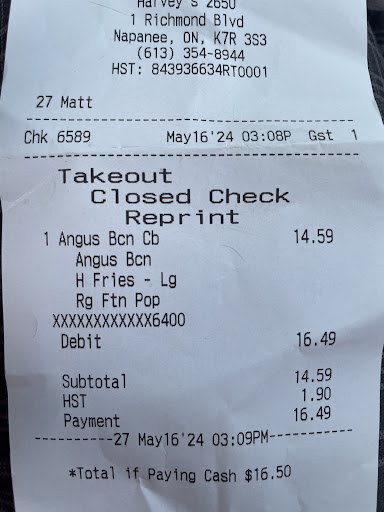 Harvey's 2650
1 Richmond Blvd
Napanee, ON, K7R 3S3
(613) 354-8944
HST: 843936634RT0001
27 Matt
Chk 6589 May16'24 03:08P Gst 1
Takeout
Closed Check
Reprint
1 Angus Bcn Cb 14.59
Angus Bcn
H Fries - Lg
Rg Ftn Pop
XXXXXXXXXXXX6400
Debit 16.49
Subtotal 14.59
HST 1.90
Payment 16.49
-----------27 May16'24 03:09PM------------
*Total if Paying Cash $16.50